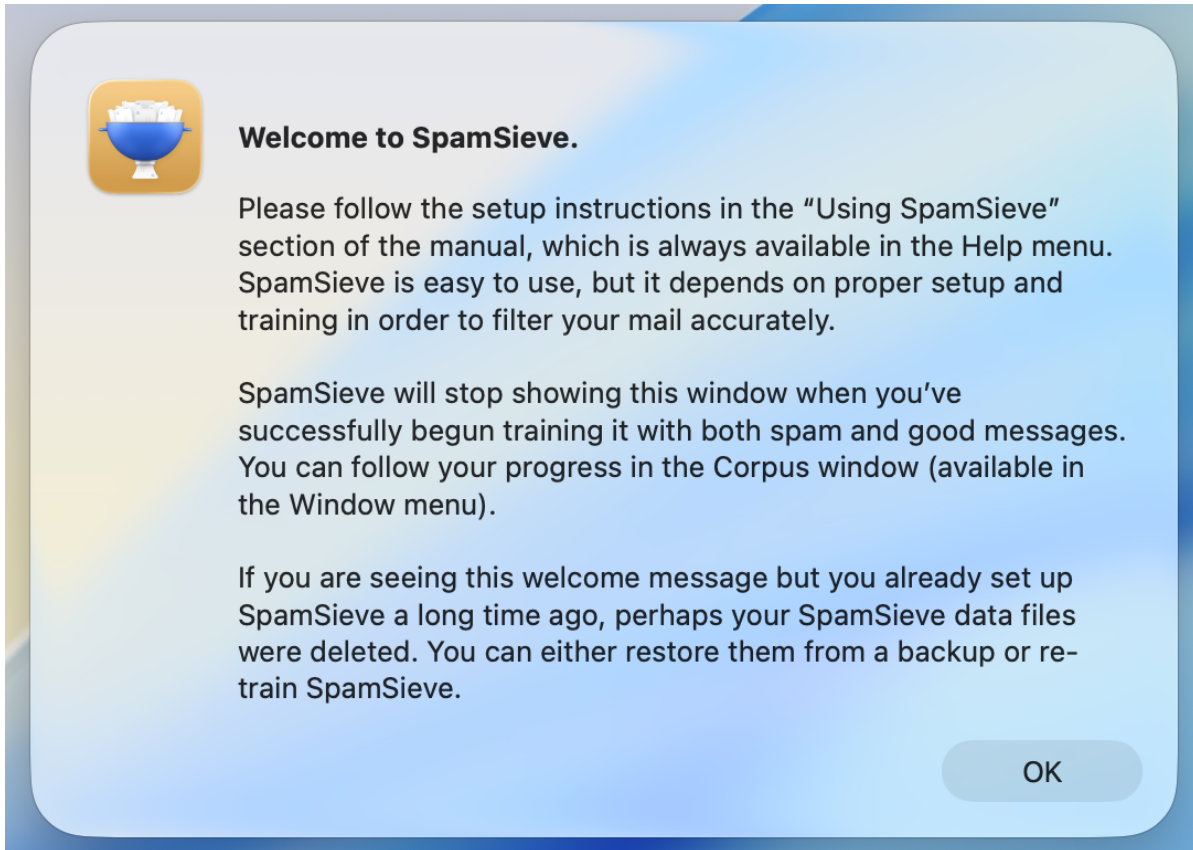 Welcome to SpamSieve.
Please follow the setup instructions in the “Using SpamSieve”
section of the manual, which is always available in the Help menu.
SpamSieve is easy to use, but it depends on proper setup and
training in order to filter your mail accurately.
SpamSieve will stop showing this window when you’ve
successfully begun training it with both spam and good messages.
You can follow your progress in the Corpus window (available in
the Window menu).
If you are seeing this welcome message but you already set up
SpamSieve a long time ago, perhaps your SpamSieve data files
were deleted. You can either restore them from a backup or re-
train SpamSieve.
OK